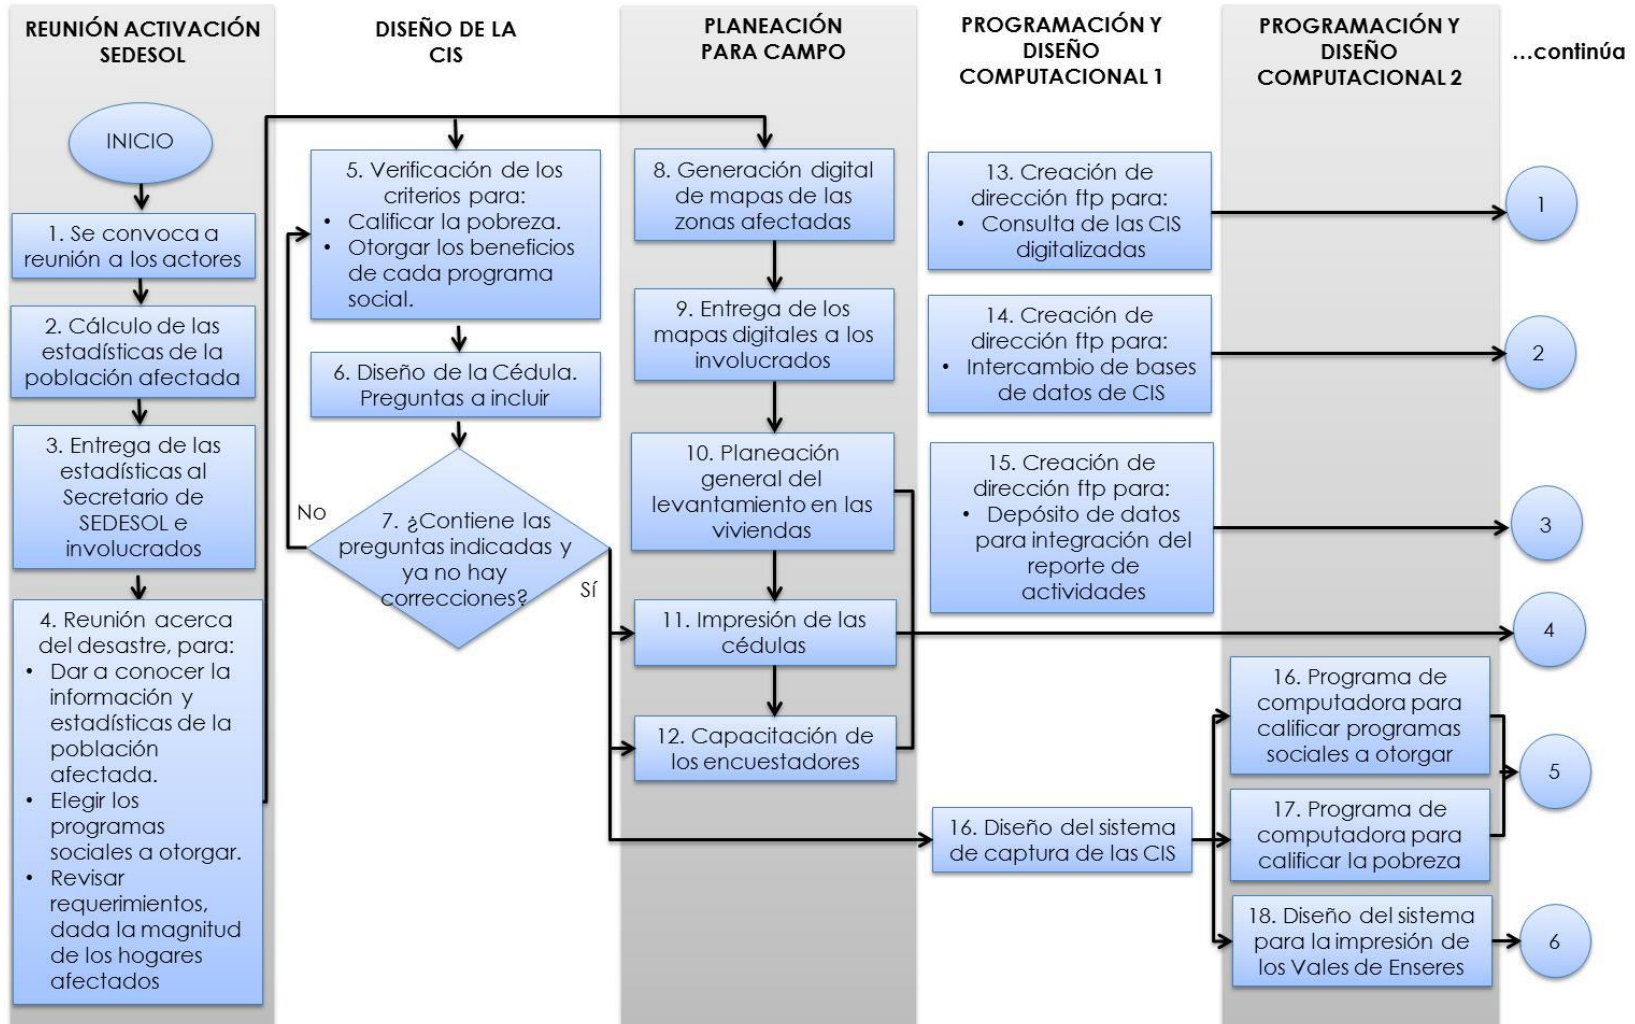 REUNIÓN ACTIVACIÓN
SEDESOL
INICIO
1. Se convoca a
reunión a los actores
2. Cálculo de las
estadísticas de la
población afectada
3. Entrega de las
estadísticas al
Secretario de
SEDESOL e
involucrados
4. Reunión acerca
del desastre, para:
• Dar a conocer la
información y
estadísticas de la
población
afectada.
• Elegir los
programas
sociales a otorgar.
• Revisar
requerimientos,
dada la magnitud
de los hogares
afectados
DISEÑO DE LA
CIS
5. Verificación de los
criterios para:
• Calificar la pobreza.
• Otorgar los beneficios
de cada programa
social.
6. Diseño de la Cédula.
Preguntas a incluir
7. ¿Contiene las
preguntas indicadas y
ya no hay
correcciones?
No
Sí
PLANEACIÓN
PARA CAMPO
8. Generación digital
de mapas de las
zonas afectadas
9. Entrega de los
mapas digitales a los
involucrados
10. Planeación
general del
levantamiento en las
viviendas
11. Impresión de las
cédulas
12. Capacitación de
los encuestadores
PROGRAMACIÓN Y
DISEÑO
COMPUTACIONAL 1
13. Creación de
dirección ftp para:
• Consulta de las CIS
digitalizadas
14. Creación de
dirección ftp para:
• Intercambio de bases
de datos de CIS
15. Creación de
dirección ftp para:
• Depósito de datos
para integración del
reporte de
actividades
16. Diseño del sistema
de captura de las CIS
PROGRAMACIÓN Y
DISEÑO
COMPUTACIONAL 2
16. Programa de
computadora para
calificar programas
sociales a otorgar
17. Programa de
computadora para
calificar la pobreza
18. Diseño del sistema
para la impresión de
los Vales de Enseres
...continúa
1
2
3
4
5
6